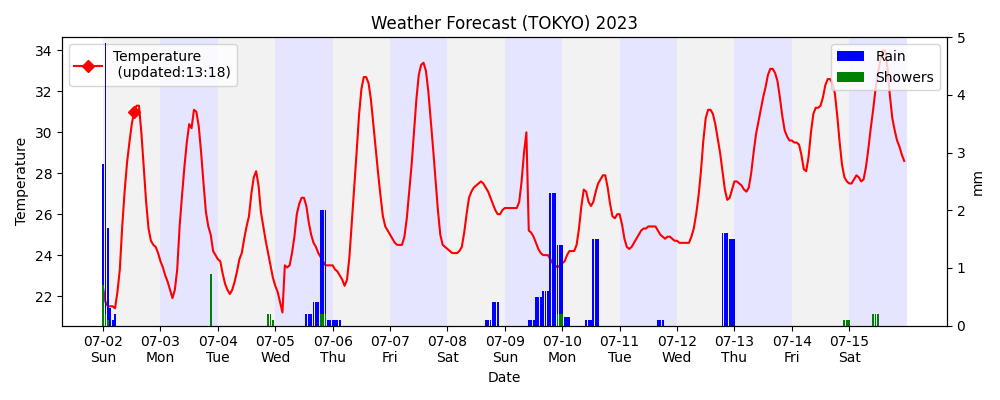 Weather Forecast (TOKYO) 2023
Temperature
(updated:13:18)
Rain
Showers
Temperature
34
32
30
28
26
24
22
5
4
3
2
1
0
mm
07-02 07-03 07-04 07-05 07-06 07-07 07-08 07-09 07-10 07-11 07-12 07-13 07-14 07-15
Sun Mon Tue Wed Thu Fri Sat Sun Mon Tue Wed Thu Fri Sat
Date